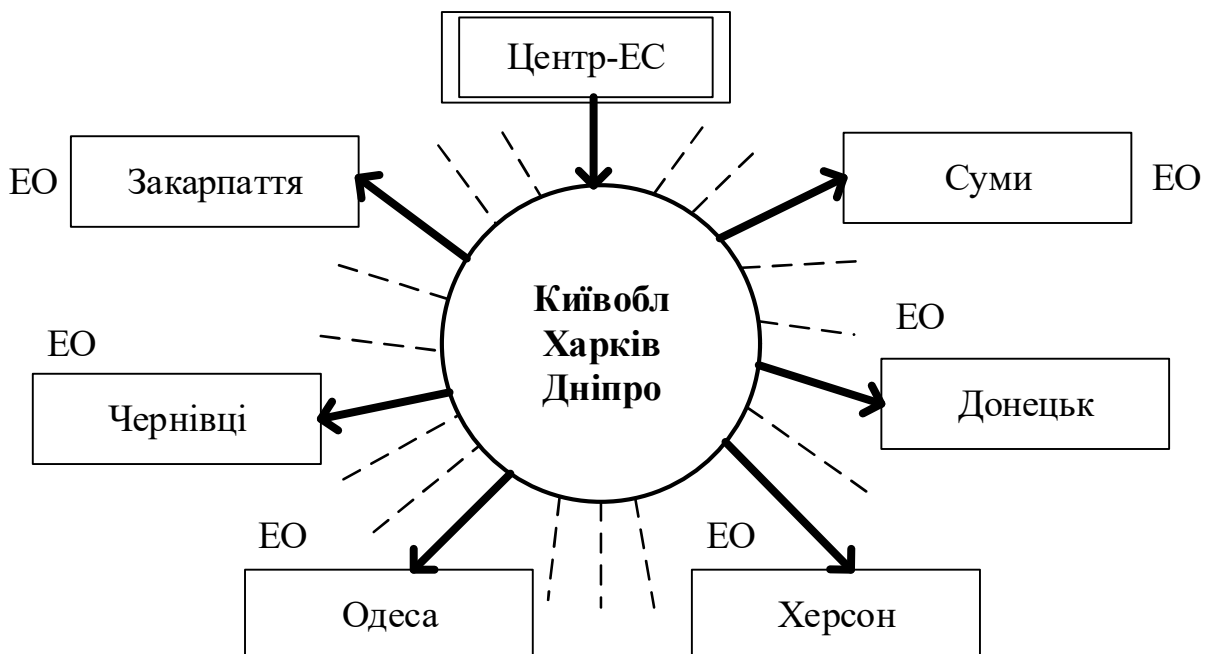 Центр-ЕС
ЕО
Закарпаття
Суми
ЕО
Київобл
Харків
Дніпро
ЕО
ЕО
Чернівці
Донецьк
ЕО
ЕО
Одеса
Херсон